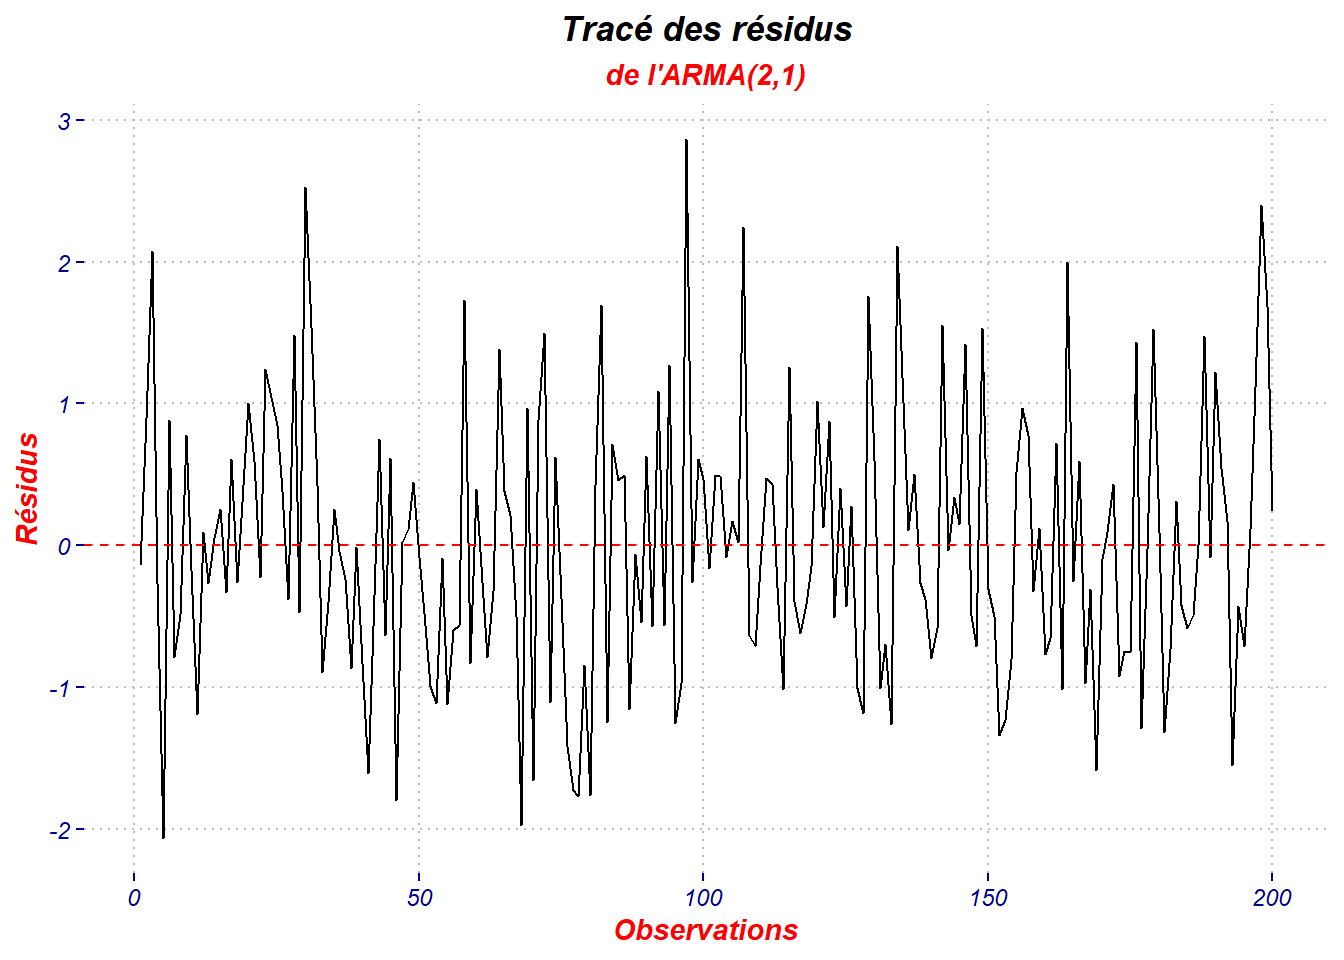 Tracé des résidus
de l'ARMA(2,1)
3
2
1
0
-1
-2
Résidus
0 50 100 150 200
Observations